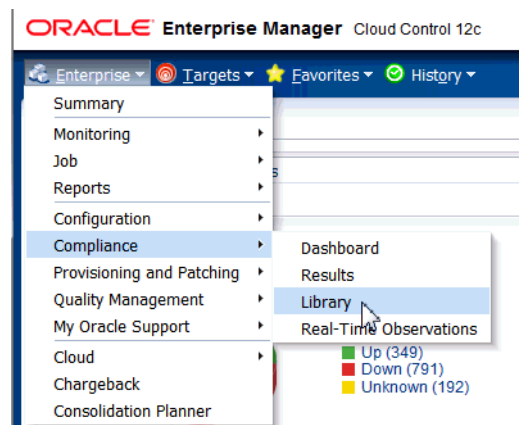 ORACLE Enterprise Manager Cloud Control 12c
Enterprise Targets Favorites History
Summary
Monitoring
Job
s
Reports
Configuration
Compliance
Dashboard
Provisioning and Patching
Results
Quality Management
Library
My Oracle Support
Real-Time Observations
Cloud
Up (349)
Down (791)
Chargeback
Unknown (192)
Consolidation Planner